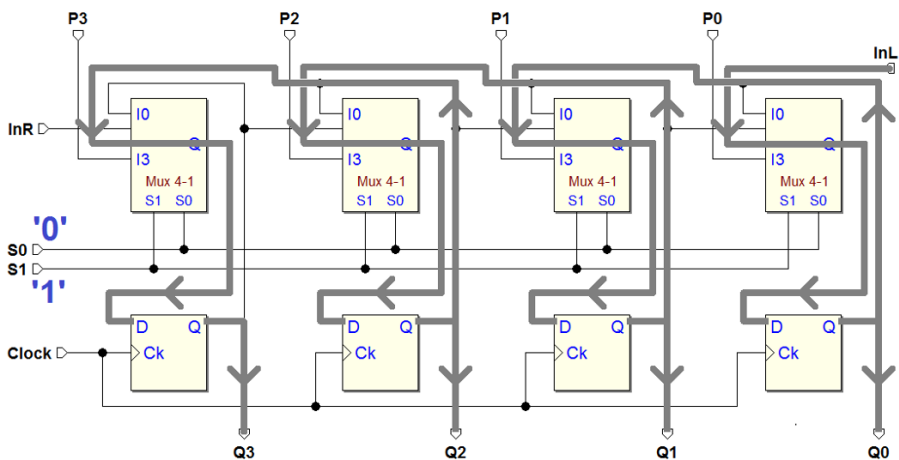 P3 P2 P1 P0
InL
I0 I0 I0 I0
InR
Q Q Q Q
I3 I3 I3 I3
Mux 4-1 Mux 4-1 Mux 4-1 Mux 4-1
S1 S0 S1 S0 S1 S0 S1 S0
'0'
S0
S1
'1'
D Q D Q D Q D Q
Clock Ck Ck Ck Ck
Q3 Q2 Q1 Q0